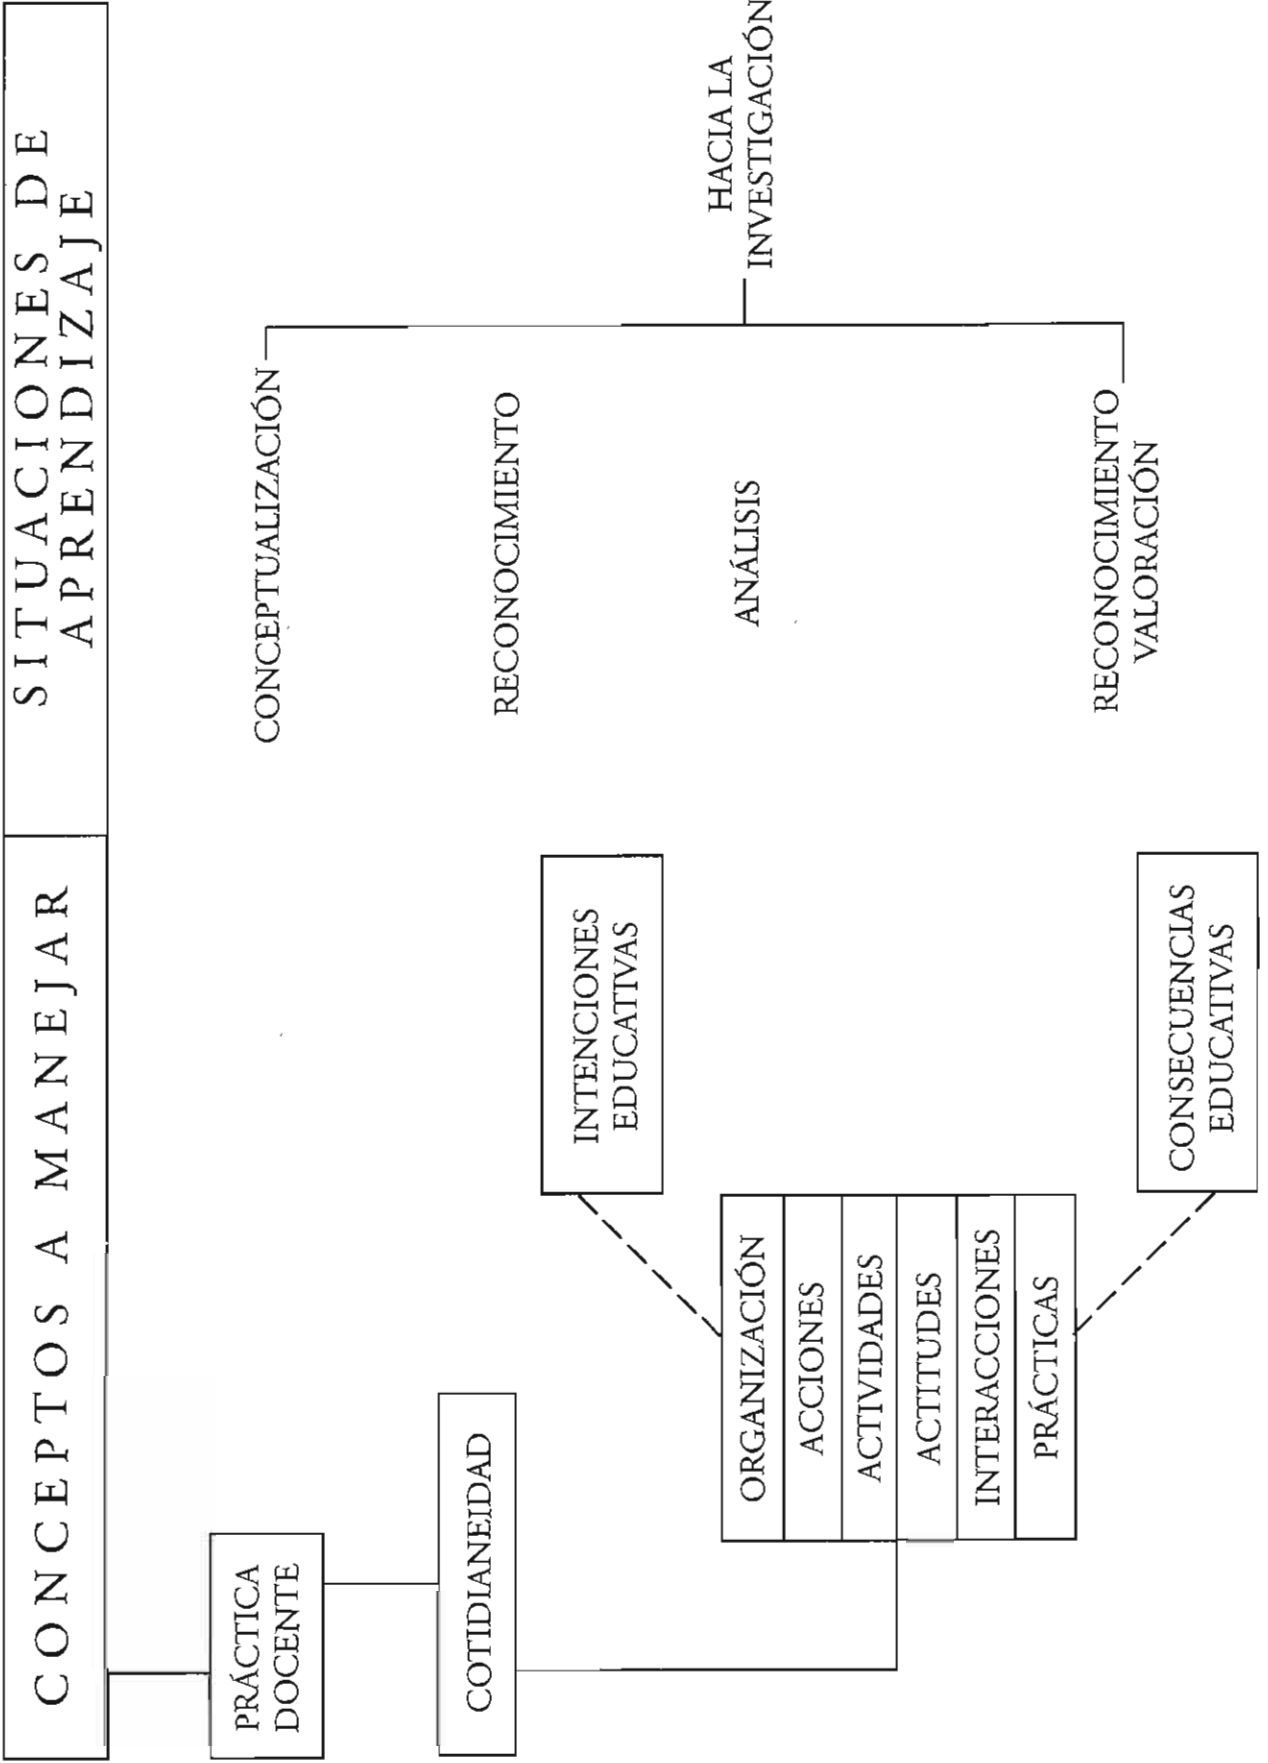 CONCEPTOS A MANEJAR
SITUACIONES DE
APRENDIZAJE
PRÁCTICA
DOCENTE
CONCEPTUALIZACIÓN
COTIDIANEIDAD
RECONOCIMIENTO
INTENCIONES
EDUCATIVAS
ORGANIZACIÓN
ACCIONES
ACTIVIDADES
ACTITUDES
INTERACCIONES
PRÁCTICAS
ANÁLISIS
HACIA LA
INVESTIGACIÓN
CONSECUENCIAS
EDUCATIVAS
RECONOCIMIENTO
VALORACIÓN